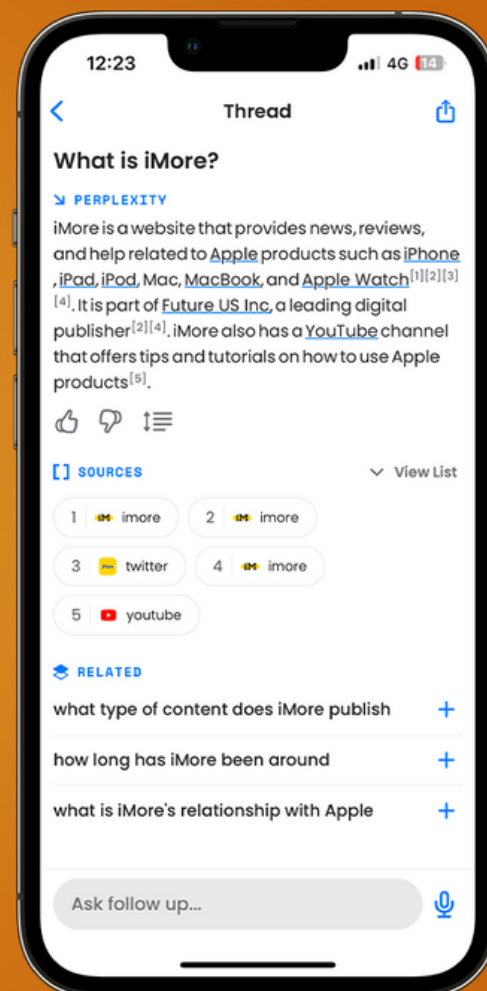 12:23 4G 14
Thread
What is iMore?
PERPLEXITY
iMore is a website that provides news, reviews,
and help related to Apple products such as iPhone
, iPad, iPod, Mac, MacBook, and Apple Watch[1][2][3]
[4]. It is part of Future US Inc, a leading digital
publisher[2][4]. iMore also has a YouTube channel
that offers tips and tutorials on how to use Apple
products[5].
SOURCES View List
1 iM imore 2 iM imore
3 twitter 4 iM imore
5 youtube
RELATED
what type of content does iMore publish +
how long has iMore been around +
what is iMore's relationship with Apple +
Ask follow up...